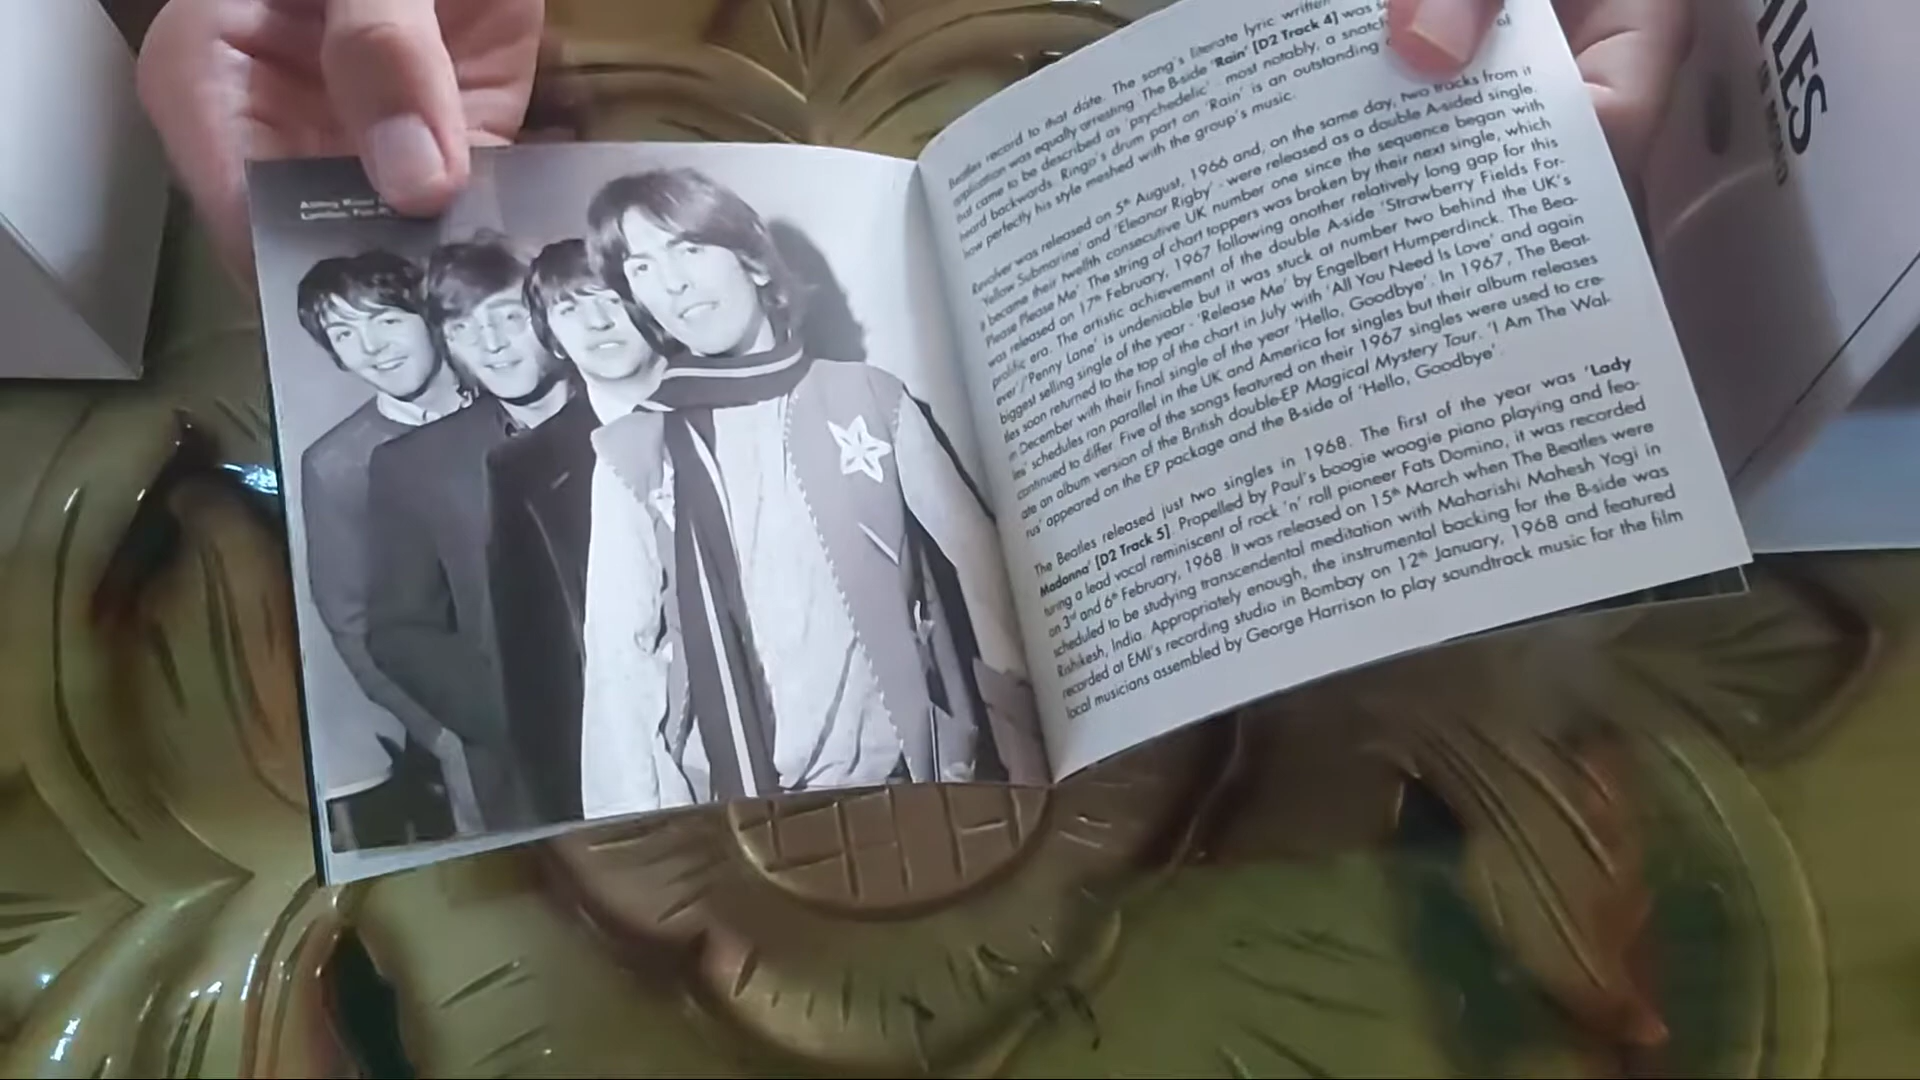 Abbey Road
London
Beatles record to that date. The song's literate lyric written
application was equally arresting. The B-side 'Rain' [D2 Track 4] was
that came to be described as 'psychedelic' - most notably, a snatch
heard backwards. Ringo's drum part on 'Rain' is an outstanding of
how perfectly his style meshed with the group's music.
Revolver was released on 5th August, 1966 and, on the same day, two tracks from it
'Yellow Submarine' and 'Eleanor Rigby' - were released as a double A-sided single.
It became their twelfth consecutive UK number one since the sequence began with
'Please Please Me'. The string of chart toppers was broken by their next single, which
was released on 17th February, 1967 following another relatively long gap for this
prolific era. The artistic achievement of the double A-side 'Strawberry Fields For-
ever'/'Penny Lane' is undeniable but it was stuck at number two behind the UK's
biggest selling single of the year - 'Release Me' by Engelbert Humperdinck. The Bea-
tles soon returned to the top of the chart in July with 'All You Need Is Love' and again
in December with their final single of the year 'Hello, Goodbye'. In 1967, The Beat-
les' schedules ran parallel in the UK and America for singles but their album releases
continued to differ. Five of the songs featured on their 1967 singles were used to cre-
ate an album version of the British double-EP Magical Mystery Tour. 'I Am The Wal-
rus' appeared on the EP package and the B-side of 'Hello, Goodbye'.
The Beatles released just two singles in 1968. The first of the year was 'Lady
Madonna' [D2 Track 5]. Propelled by Paul's boogie woogie piano playing and fea-
turing a lead vocal reminiscent of rock 'n' roll pioneer Fats Domino, it was recorded
on 3rd and 6th February, 1968. It was released on 15th March when The Beatles were
scheduled to be studying transcendental meditation with Maharishi Mahesh Yogi in
Rishikesh, India. Appropriately enough, the instrumental backing for the B-side was
recorded at EMI's recording studio in Bombay on 12th January, 1968 and featured
local musicians assembled by George Harrison to play soundtrack music for the film